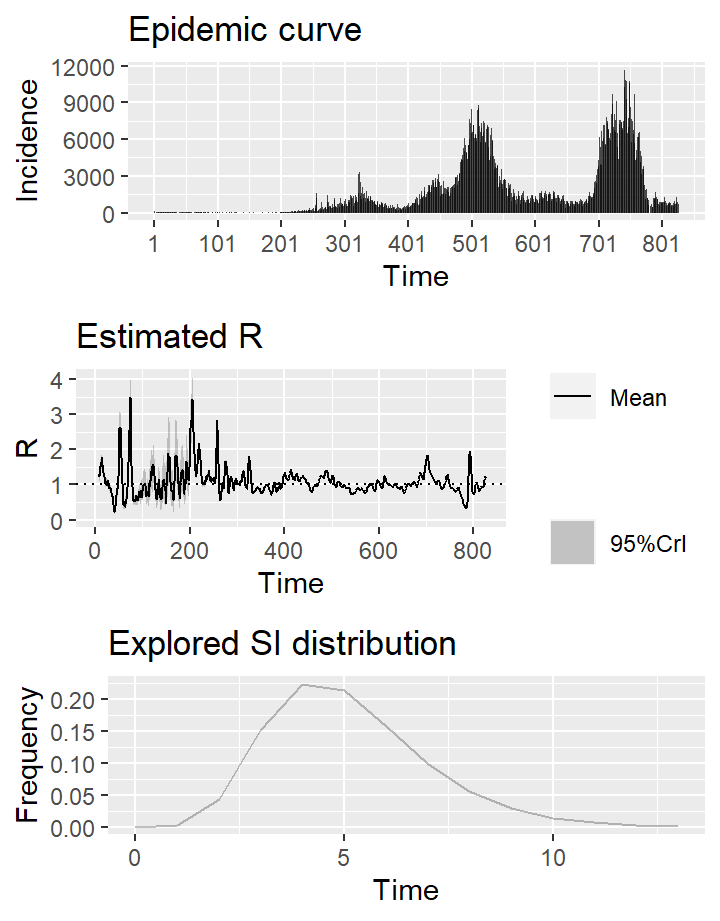 Epidemic curve
12000
9000
6000
3000
0
Incidence
1 101 201 301 401 501 601 701 801
Time
Estimated R
4
3
2
1
0
R
0 200 400 600 800
Time
Mean
95%CrI
Explored SI distribution
0.20
0.15
0.10
0.05
0.00
Frequency
0 5 10
Time